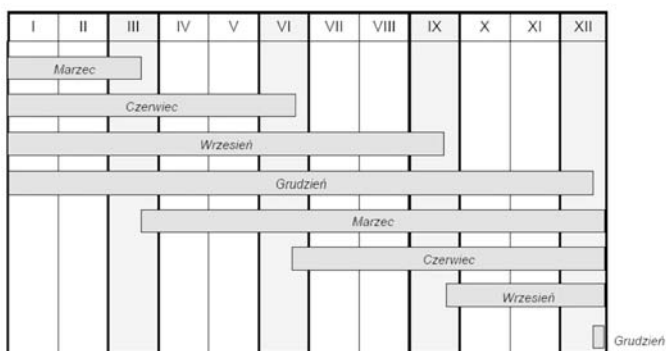 I II III IV V VI VII VIII IX X XI XII
Marzec
Czerwiec
Wrzesień
Grudzień
Marzec
Czerwiec
Wrzesień
Grudzień